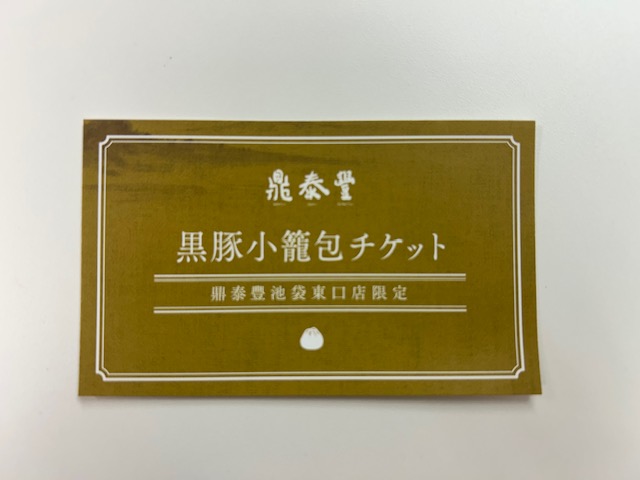 鼎泰豐
黒豚小籠包チケット
鼎泰豐池袋東口店限定